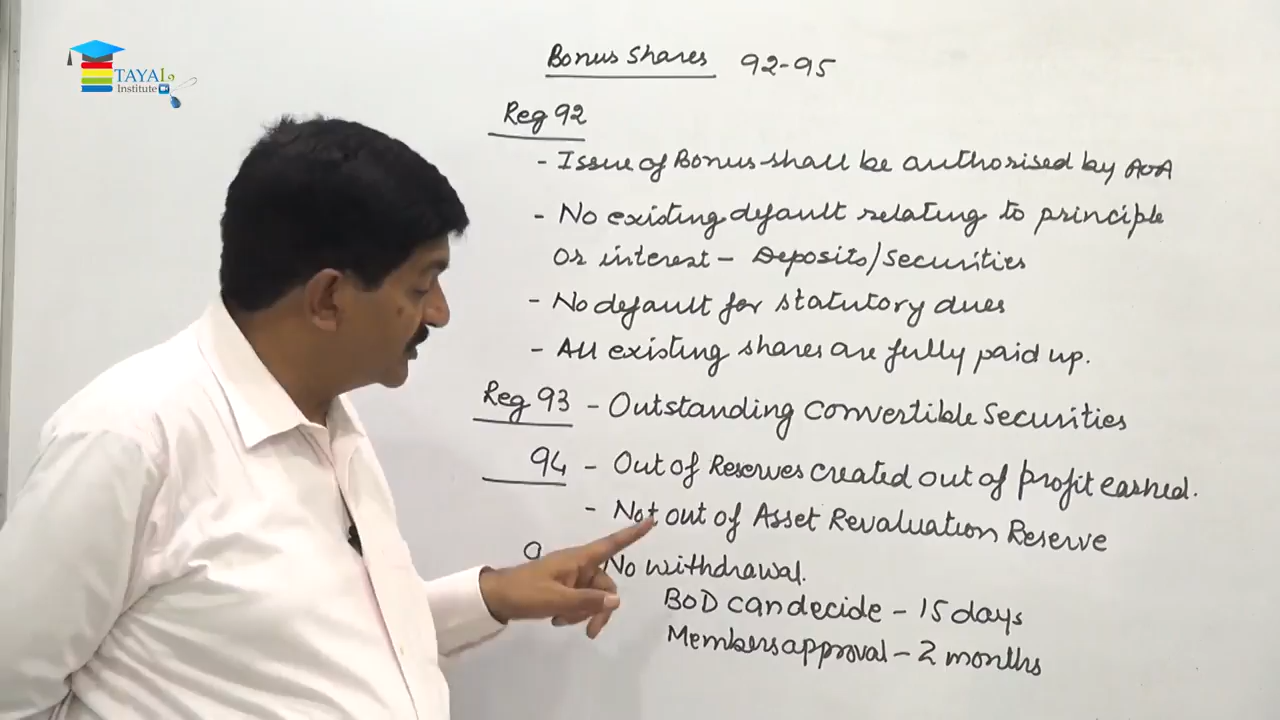 TAYAL
Institute
Bonus Shares 92-95
Reg 92
- Issue of Bonus shall be authorised by AOA
- No existing default relating to principle
or interest - Deposits/Securities
- No default for statutory dues
- All existing shares are fully paid up.
Reg 93 - Outstanding Convertible Securities
94 - Out of Reserves created out of profit earned.
- Not out of Asset Revaluation Reserve
9 No withdrawal.
BOD can decide - 15 days
Members approval - 2 months